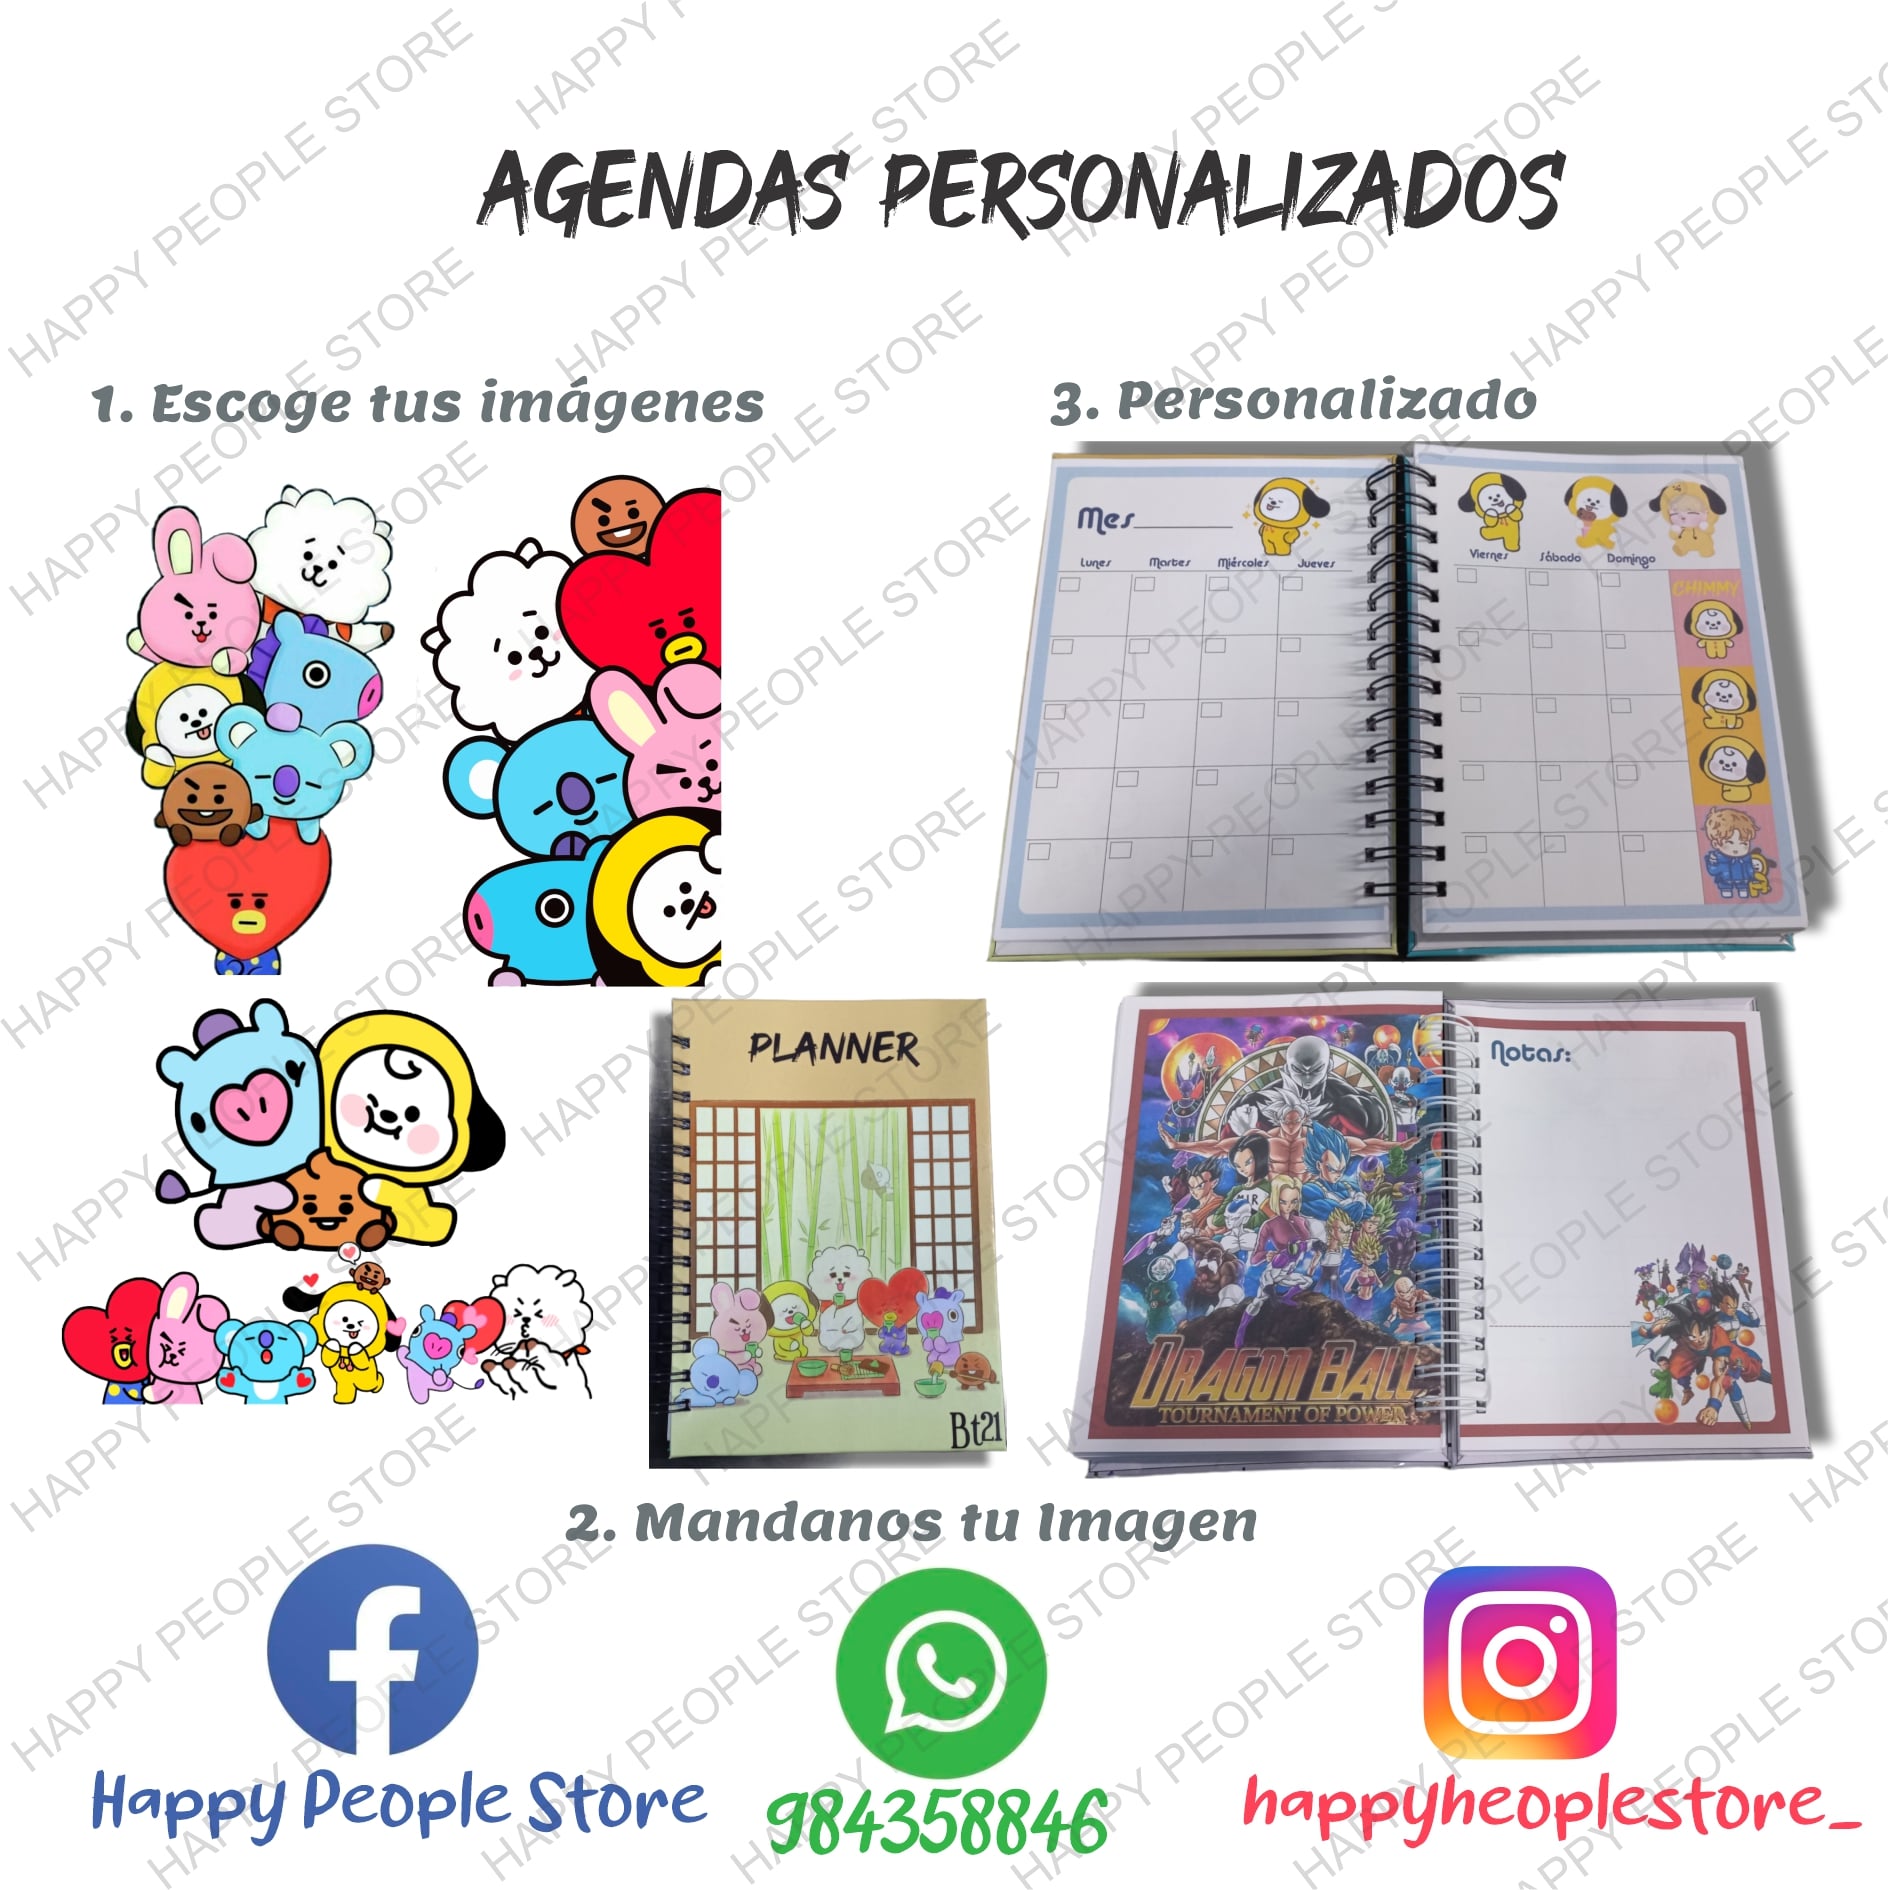 AGENDAS PERSONALIZADOS
1. Escoge tus imágenes
3. Personalizado
Mes
Lunes Martes Miércoles Jueves
Viernes Sábado Domingo
CHIMMY
PLANNER
Bt21
DRAGON BALL
TOURNAMENT OF POWER
Notas:
2. Mandanos tu Imagen
Happy People Store
984358846
happyheoplestore_
HAPPY PEOPLE STORE